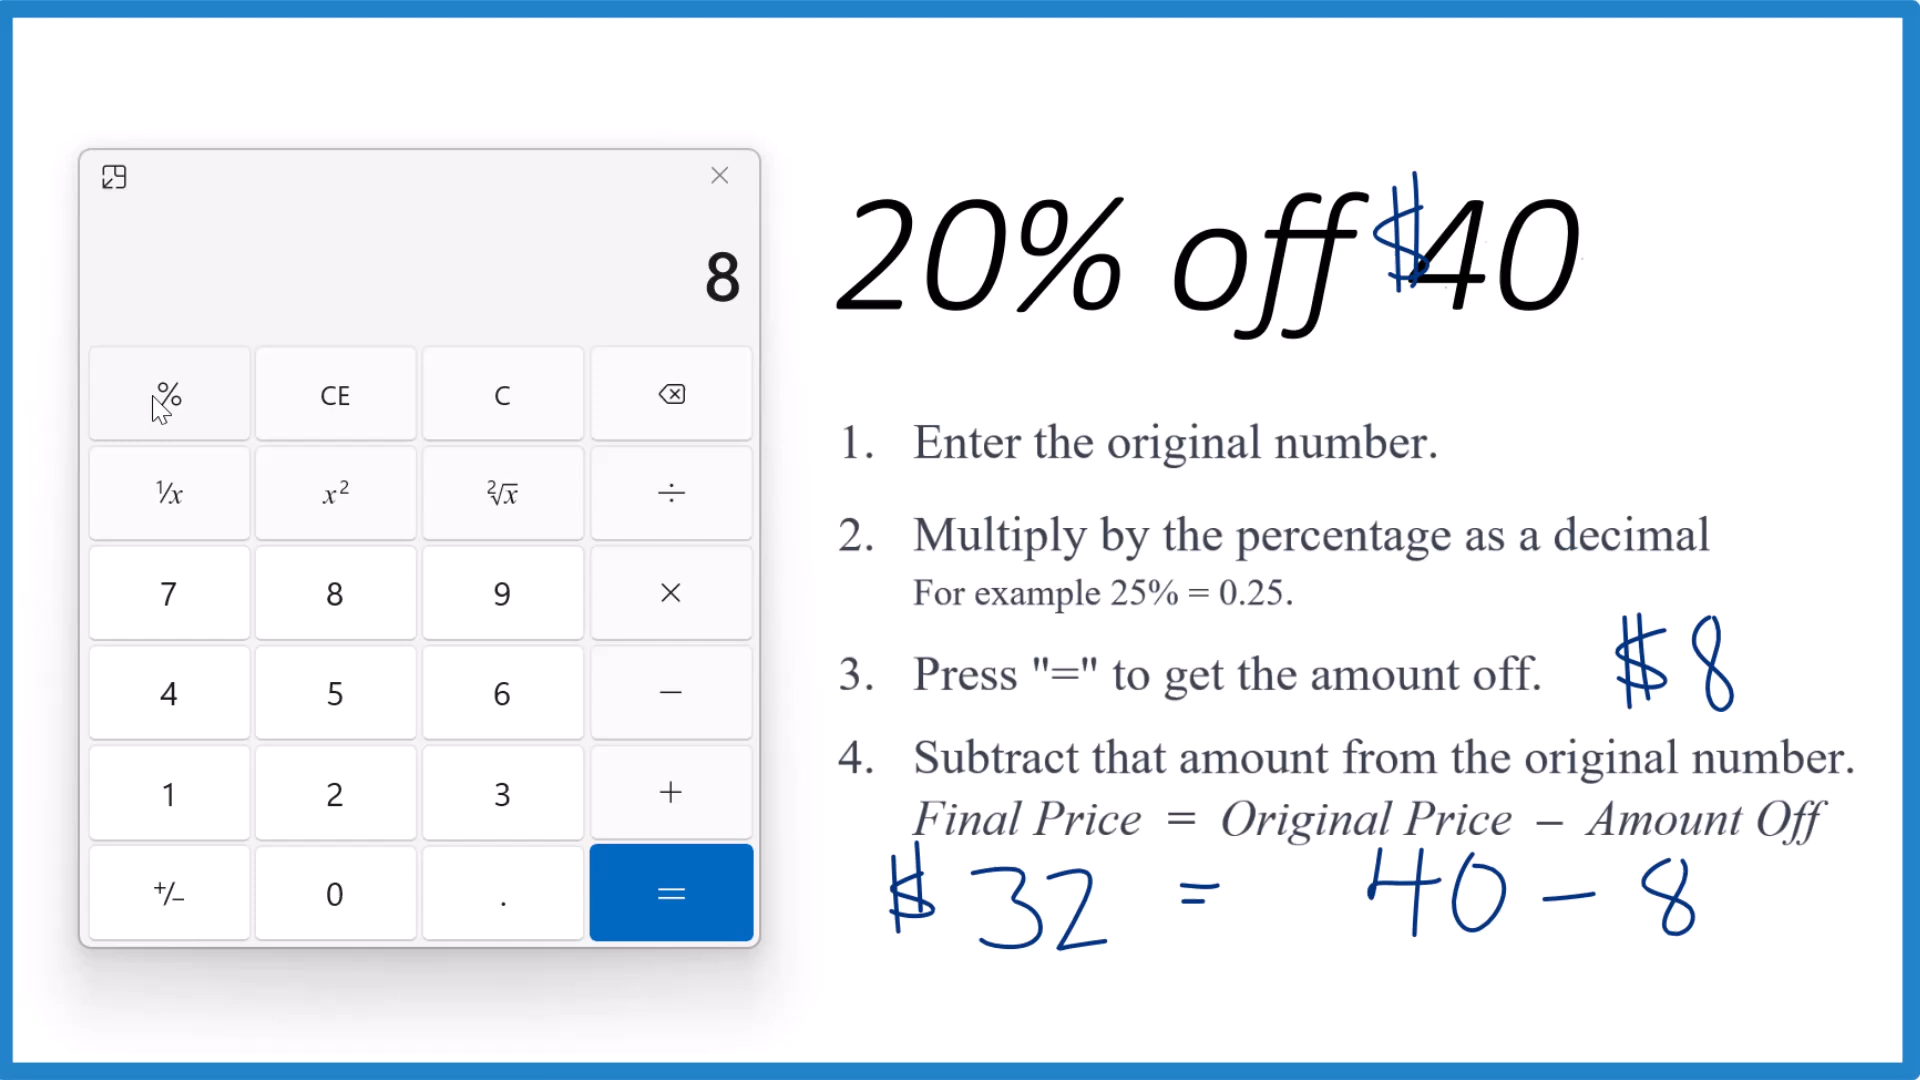 8
20% off $40
% CE C
1/x x² ²√x ÷
7 8 9 ×
4 5 6 −
1 2 3 +
+/− 0 . =
1. Enter the original number.
2. Multiply by the percentage as a decimal
For example 25% = 0.25.
3. Press "=" to get the amount off. $8
4. Subtract that amount from the original number.
Final Price = Original Price – Amount Off
$32 = 40 – 8